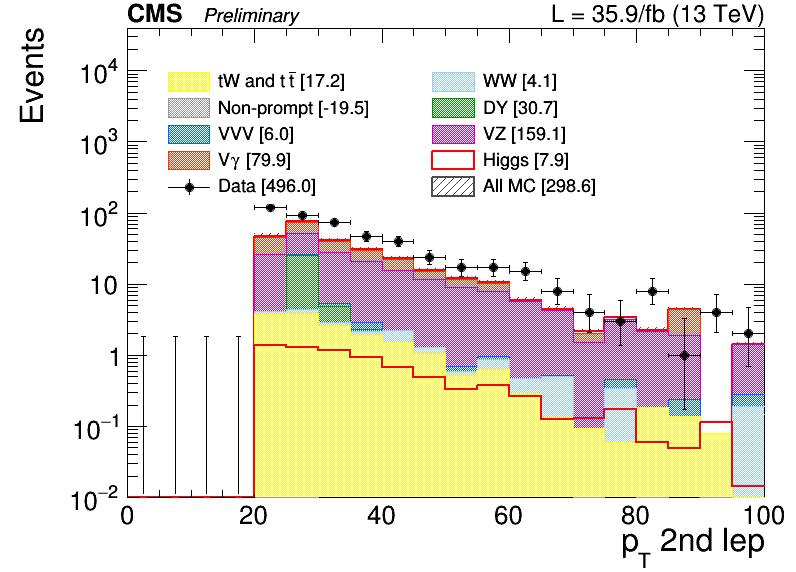 CMS Preliminary L = 35.9/fb (13 TeV)
Events
10⁴
10³
10²
10
1
10⁻¹
10⁻²
tW and t t̄ [17.2]
Non-prompt [-19.5]
VVV [6.0]
Vγ [79.9]
Data [496.0]
WW [4.1]
DY [30.7]
VZ [159.1]
Higgs [7.9]
All MC [298.6]
0 20 40 60 80 100
p_T 2nd lep